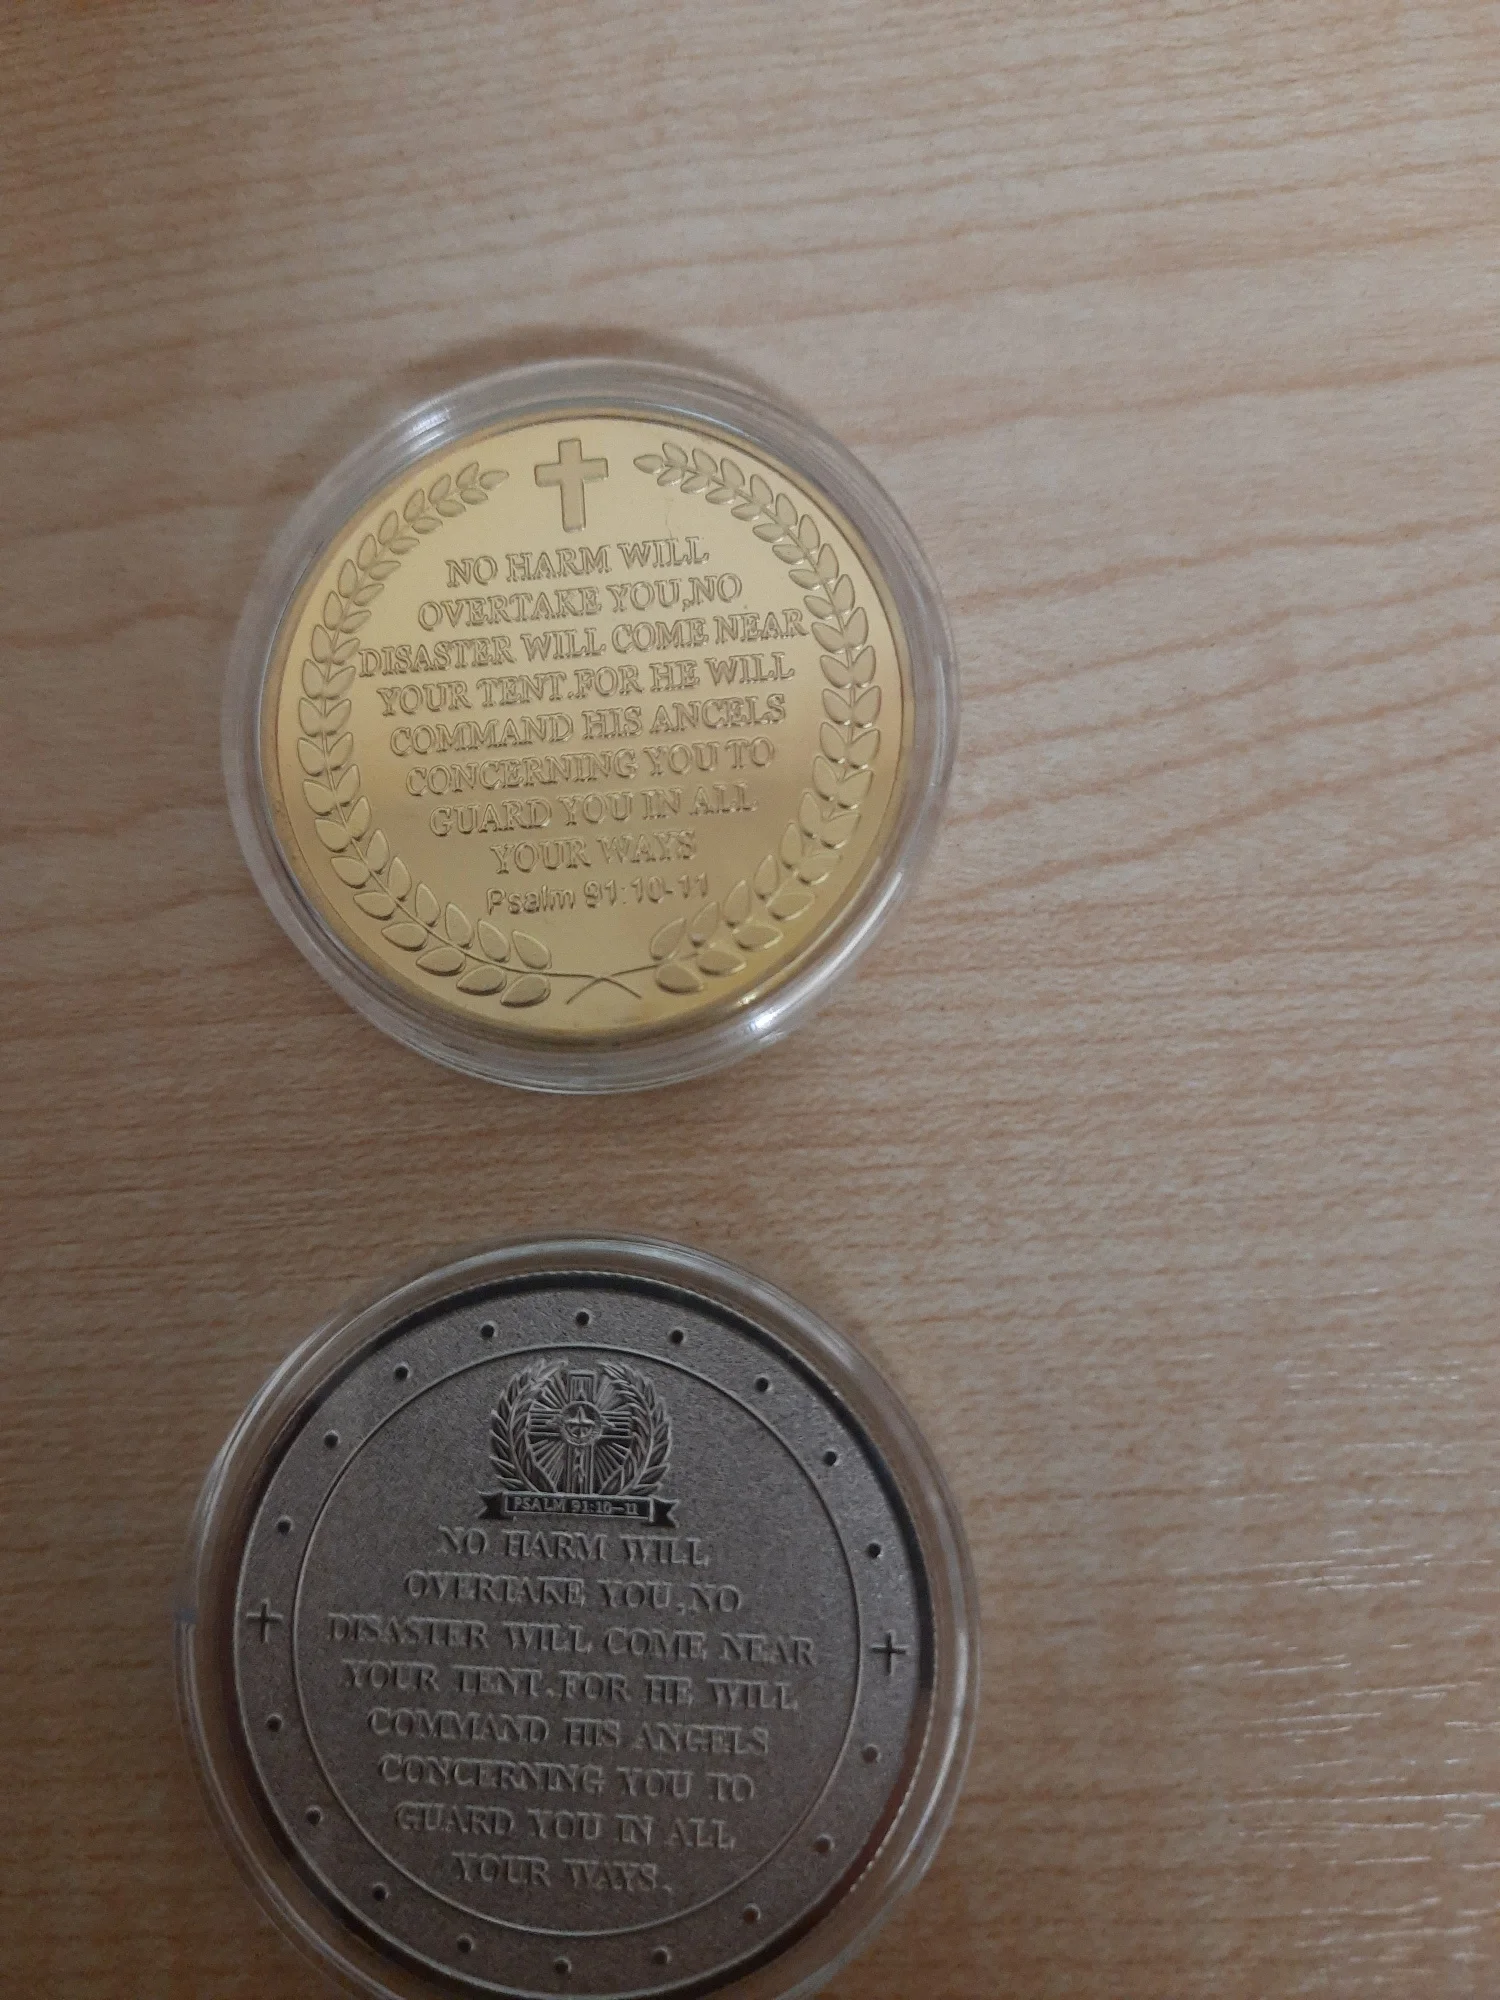 NO HARM WILL
OVERTAKE YOU,NO
DISASTER WILL COME NEAR
YOUR TENT.FOR HE WILL
COMMAND HIS ANGELS
CONCERNING YOU TO
GUARD YOU IN ALL
YOUR WAYS
Psalm 91:10-11
PSALM 91:10-11
NO HARM WILL
OVERTAKE YOU,NO
DISASTER WILL COME NEAR
YOUR TENT.FOR HE WILL
COMMAND HIS ANGELS
CONCERNING YOU TO
GUARD YOU IN ALL
YOUR WAYS.